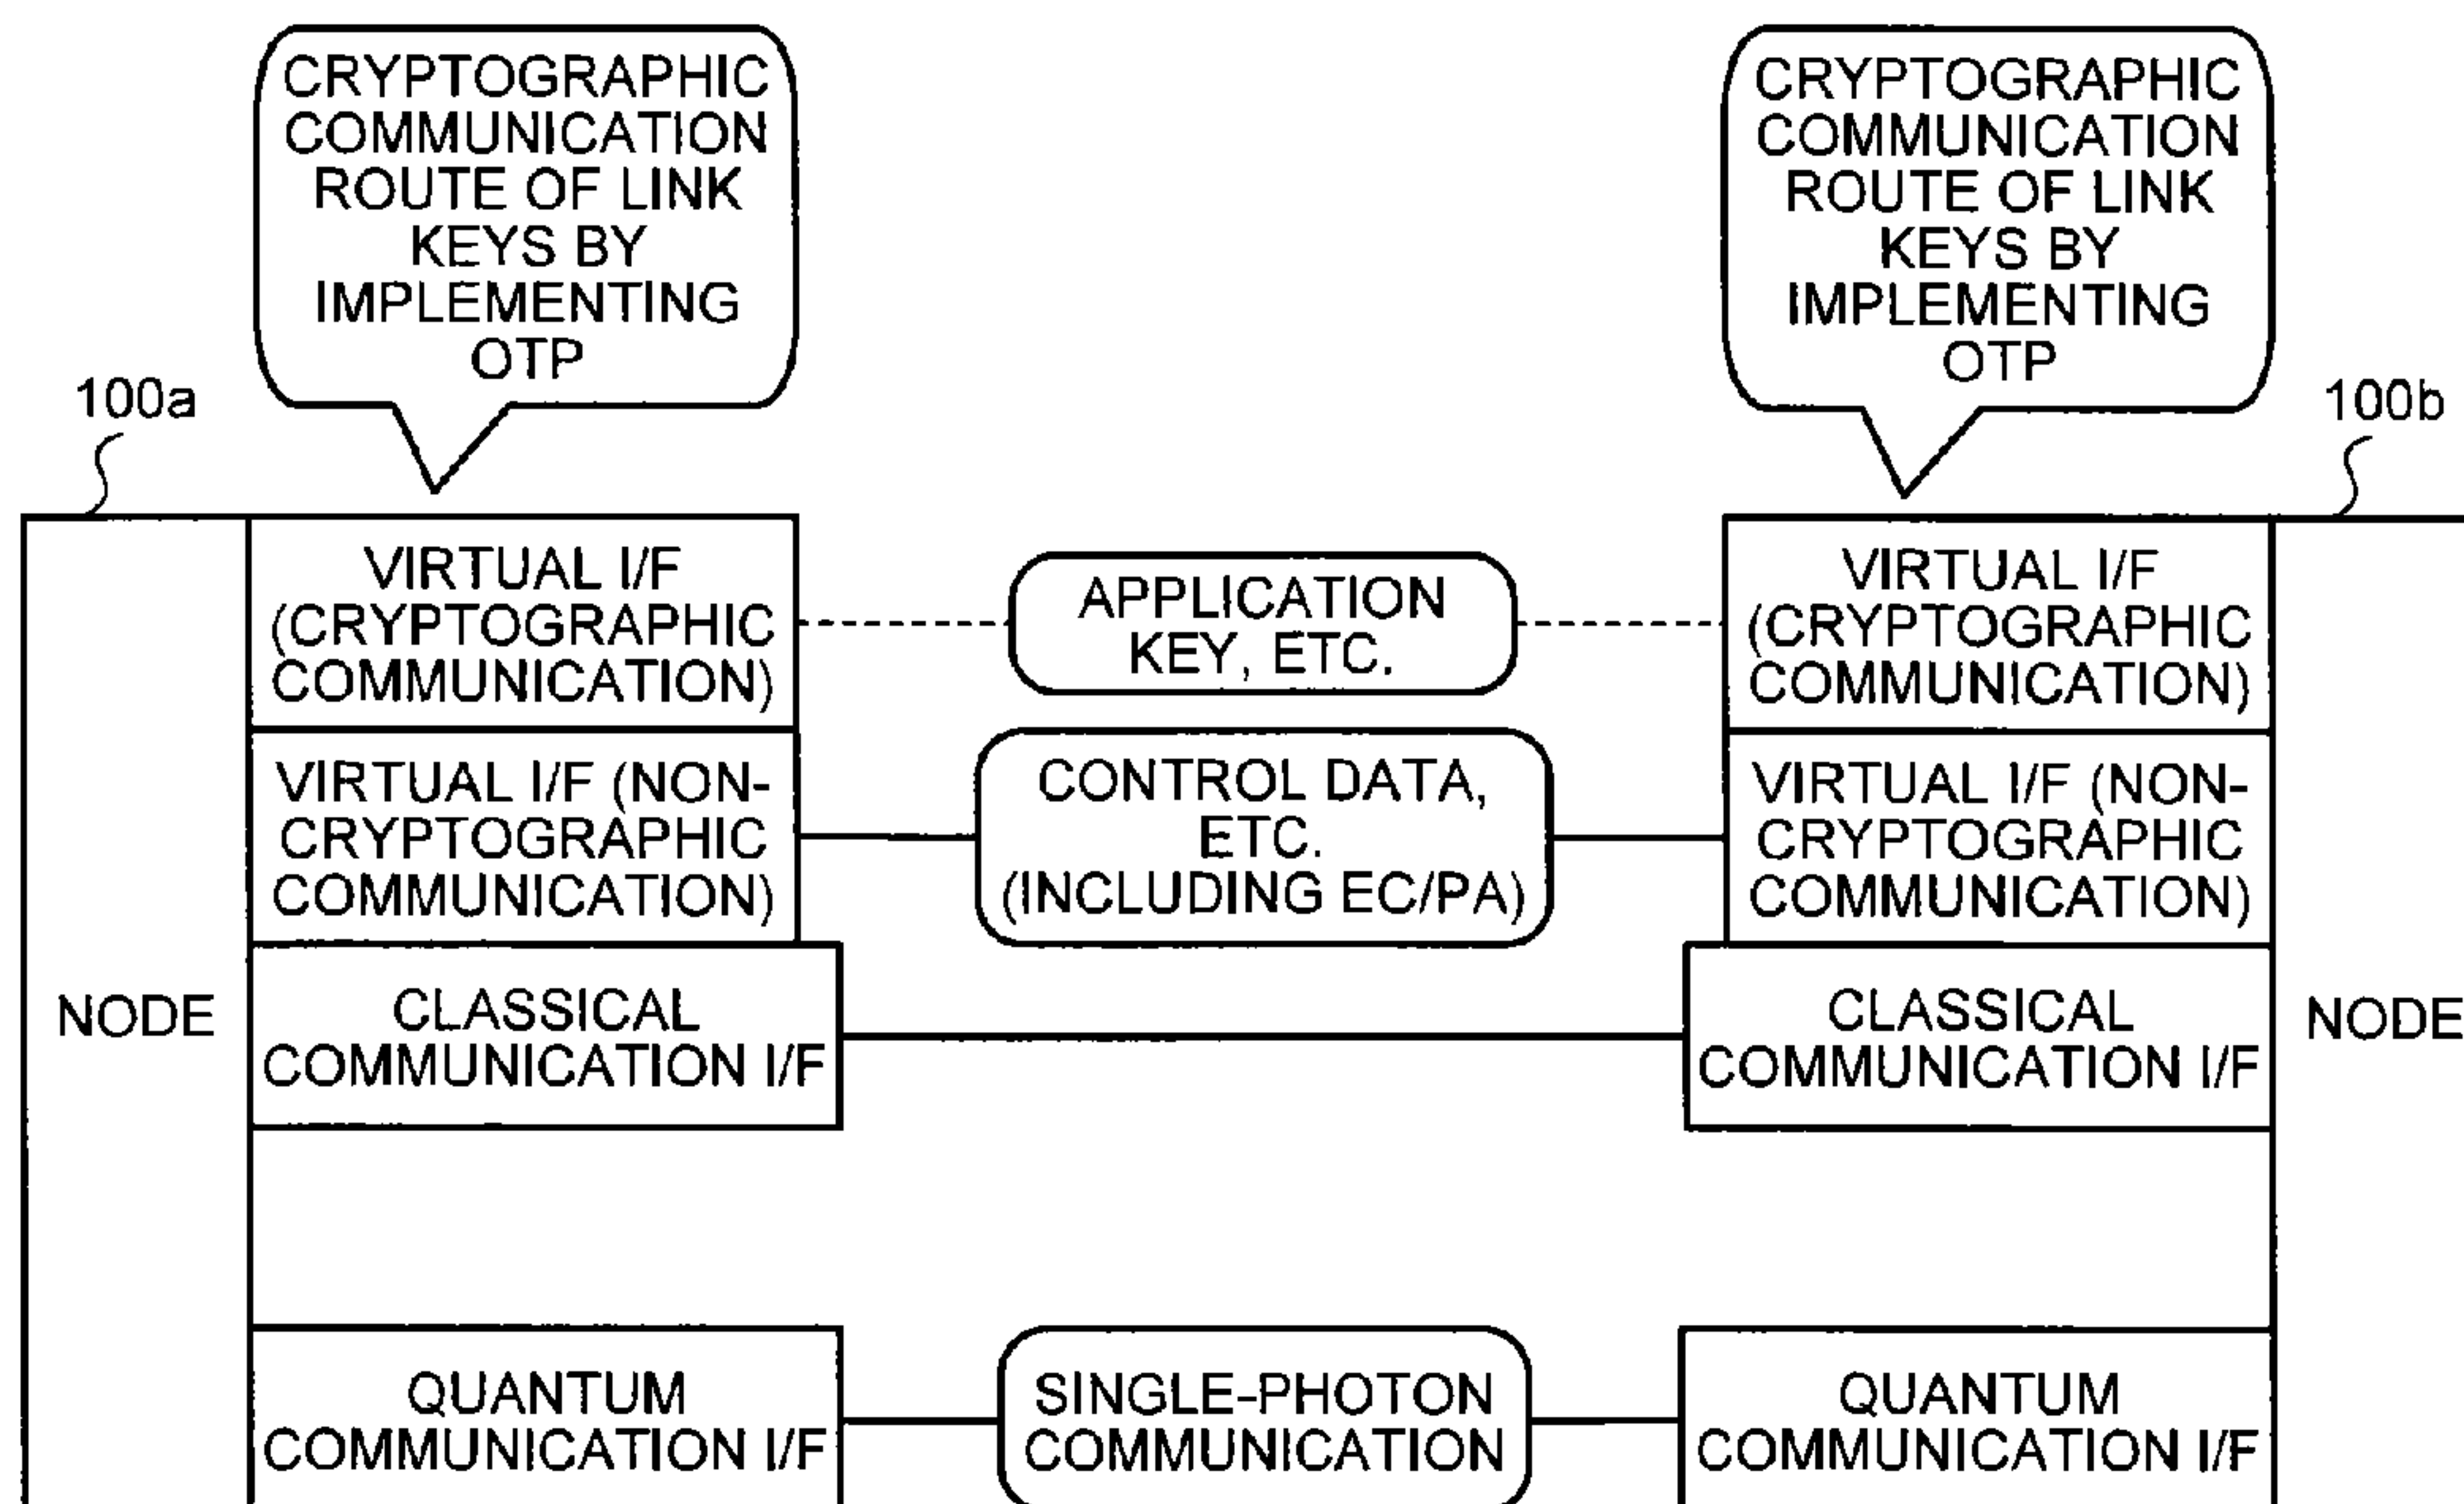 CRYPTOGRAPHIC
COMMUNICATION
ROUTE OF LINK
KEYS BY
IMPLEMENTING
OTP
CRYPTOGRAPHIC
COMMUNICATION
ROUTE OF LINK
KEYS BY
IMPLEMENTING
OTP
100a
100b
VIRTUAL I/F
(CRYPTOGRAPHIC
COMMUNICATION)
APPLICATION
KEY, ETC.
VIRTUAL I/F
(CRYPTOGRAPHIC
COMMUNICATION)
VIRTUAL I/F (NON-
CRYPTOGRAPHIC
COMMUNICATION)
CONTROL DATA,
ETC.
(INCLUDING EC/PA)
VIRTUAL I/F (NON-
CRYPTOGRAPHIC
COMMUNICATION)
NODE
CLASSICAL
COMMUNICATION I/F
CLASSICAL
COMMUNICATION I/F
NODE
QUANTUM
COMMUNICATION I/F
SINGLE-PHOTON
COMMUNICATION
QUANTUM
COMMUNICATION I/F